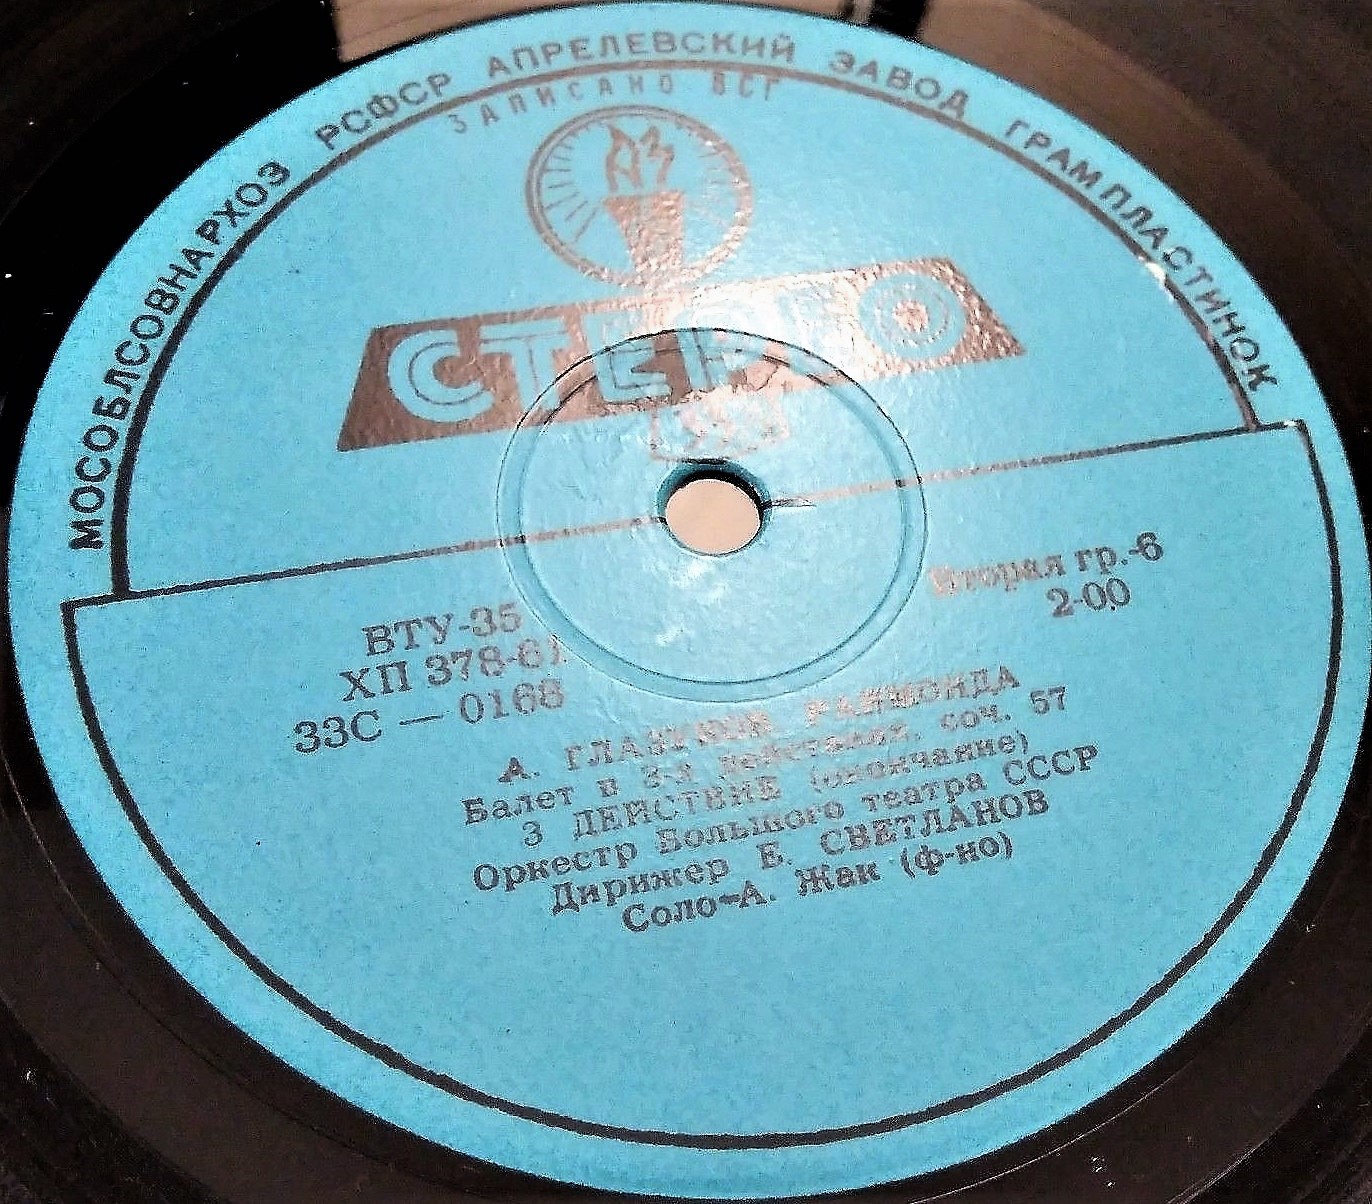 МОСОБЛСОВНАРХОЗ РСФСР АПРЕЛЕВСКИЙ ЗАВОД ГРАМПЛАСТИНОК
ЗАПИСАНО ВСГ
СТЕРЕО
ВТУ-35
ХП 378-61
33С — 0168
Вторая гр.-6
2-00
А. ГЛАЗУНОВ РАЙМОНДА
Балет в 3-х действиях, соч. 57
3 ДЕЙСТВИЕ (окончание)
Оркестр Большого театра СССР
Дирижер Е. СВЕТЛАНОВ
Соло-А. Жак (ф-но)